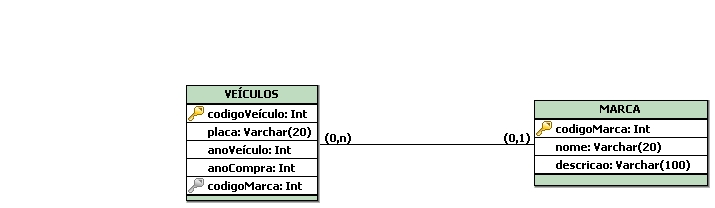 VEÍCULOS
codigoVeículo: Int
placa: Varchar(20)
anoVeículo: Int
anoCompra: Int
codigoMarca: Int
(0,n)
(0,1)
MARCA
codigoMarca: Int
nome: Varchar(20)
descricao: Varchar(100)